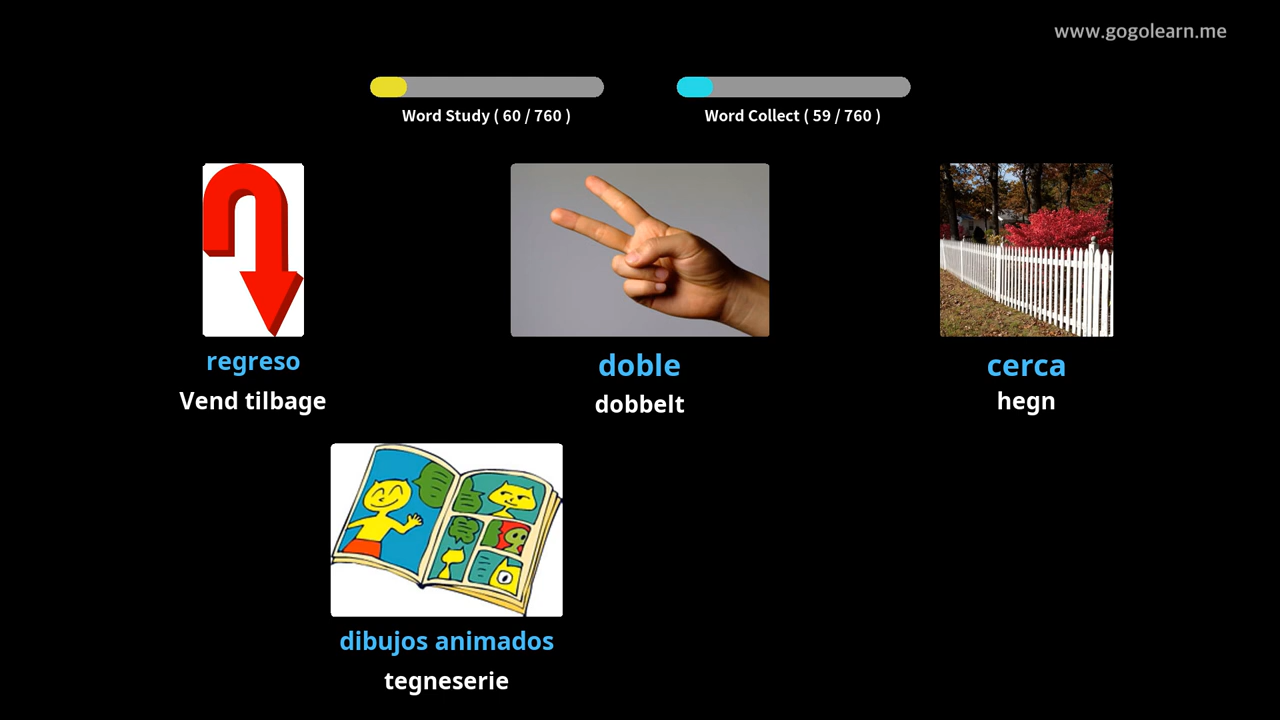 www.gogolearn.me
Word Study ( 60 / 760 )
Word Collect ( 59 / 760 )
regreso
Vend tilbage
doble
dobbelt
cerca
hegn
dibujos animados
tegneserie